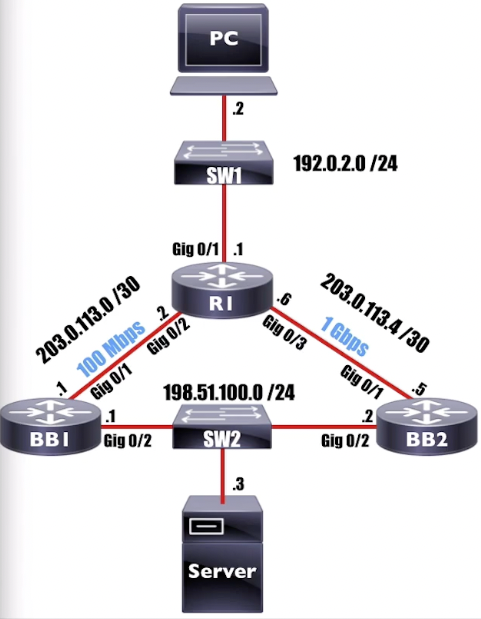 PC
.2
SW1
192.0.2.0 /24
Gig 0/1
.1
R1
203.0.113.0 /30
100 Mbps
.2
Gig 0/2
.6
Gig 0/3
203.0.113.4 /30
1 Gbps
.1
Gig 0/1
Gig 0/1
.5
198.51.100.0 /24
BB1
.1
Gig 0/2
SW2
.2
Gig 0/2
BB2
.3
Server